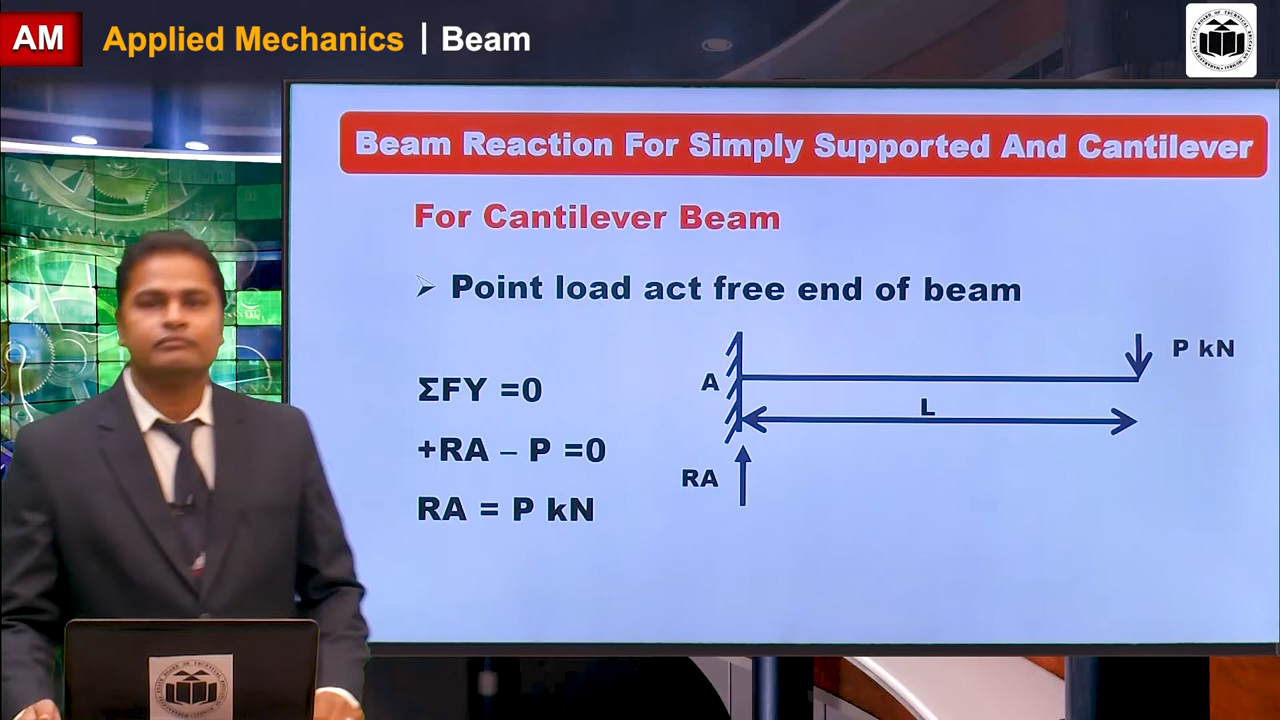 AM
Applied Mechanics | Beam
Beam Reaction For Simply Supported And Cantilever
For Cantilever Beam
➢ Point load act free end of beam
ΣFY =0
+RA – P =0
RA = P kN
P kN
A
L
RA